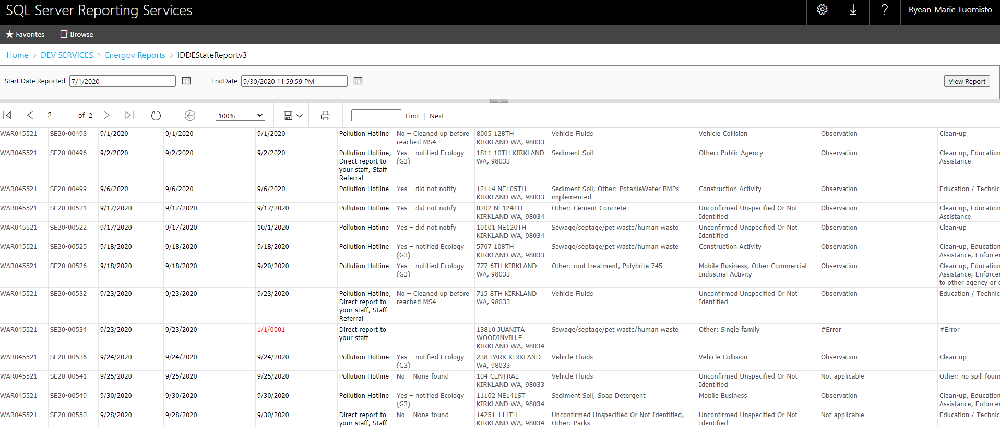 SQL Server Reporting Services
Ryean-Marie Tuomisto
Favorites Browse
Home > DEV SERVICES > Energov Reports > IDDEStateReportv3
Start Date Reported 7/1/2020 EndDate 9/30/2020 11:59:59 PM View Report
2 of 2 100% Find | Next
WAR045521 SE20-00493 9/1/2020 9/1/2020 9/1/2020 Pollution Hotline No – Cleaned up before 8005 128TH Vehicle Fluids Vehicle Collision Observation Clean-up
reached MS4 KIRKLAND WA, 98033
WAR045521 SE20-00496 9/2/2020 9/2/2020 9/2/2020 Pollution Hotline, Yes – notified Ecology 1811 10TH KIRKLAND Sediment Soil Other: Public Agency Observation Clean-up, Education
Direct report to (G3) WA, 98033 Assistance
your staff, Staff
Referral
WAR045521 SE20-00499 9/6/2020 9/6/2020 9/6/2020 Pollution Hotline Yes – did not notify 12114 NE105TH Sediment Soil, Other: PotableWater BMPs Construction Activity Observation Education / Technic
KIRKLAND WA, 98033 implemented
WAR045521 SE20-00521 9/17/2020 9/17/2020 9/17/2020 Pollution Hotline Yes – did not notify 8202 NE124TH Other: Cement Concrete Unconfirmed Unspecified Or Not Observation Clean-up, Education
KIRKLAND WA, 98034 Identified Assistance
WAR045521 SE20-00522 9/17/2020 9/17/2020 10/1/2020 Pollution Hotline Yes – did not notify 10101 NE120TH Sewage/septage/pet waste/human waste Unconfirmed Unspecified Or Not Observation Clean-up
KIRKLAND WA, 98034 Identified
WAR045521 SE20-00525 9/18/2020 9/18/2020 9/18/2020 Pollution Hotline Yes – notified Ecology 5707 108TH Sewage/septage/pet waste/human waste Construction Activity Observation Clean-up, Education
(G3) KIRKLAND WA, 98033 Assistance, Enforcer
WAR045521 SE20-00526 9/18/2020 9/18/2020 9/20/2020 Pollution Hotline Yes – notified Ecology 777 6TH KIRKLAND Other: roof treatment, Polybrite 745 Mobile Business, Other Commercial Observation Clean-up, Education
(G3) WA, 98033 Industrial Activity Assistance, Enforcer
to other agency or
WAR045521 SE20-00532 9/23/2020 9/23/2020 9/23/2020 Pollution Hotline, No – Cleaned up before 715 8TH KIRKLAND Vehicle Fluids Unconfirmed Unspecified Or Not Observation Education / Technic
Direct report to reached MS4 WA, 98033 Identified
your staff, Staff
Referral
WAR045521 SE20-00534 9/23/2020 9/23/2020 1/1/0001 Direct report to 13810 JUANITA Sewage/septage/pet waste/human waste Other: Single family #Error #Error
your staff WOODINVILLE
KIRKLAND WA, 98034
WAR045521 SE20-00536 9/24/2020 9/24/2020 9/24/2020 Pollution Hotline Yes – notified Ecology 238 PARK KIRKLAND Vehicle Fluids Vehicle Collision Observation Clean-up
(G3) WA, 98033
WAR045521 SE20-00541 9/25/2020 9/25/2020 9/25/2020 Pollution Hotline No – None found 104 CENTRAL Vehicle Fluids Unconfirmed Unspecified Or Not Not applicable Other: no spill foun
KIRKLAND WA, 98033 Identified
WAR045521 SE20-00549 9/30/2020 9/30/2020 9/30/2020 Pollution Hotline Yes – notified Ecology 11102 NE141ST Sediment Soil, Soap Detergent Mobile Business Observation Clean-up, Education
(G3) KIRKLAND WA, 98034 Assistance, Enforcer
WAR045521 SE20-00550 9/28/2020 9/28/2020 9/30/2020 Direct report to No – None found 14251 111TH Unconfirmed Unspecified Or Not Identified, Unconfirmed Unspecified Or Not Not applicable Education / Technic
your staff, Staff KIRKLAND WA, 98034 Other: Parks Identified